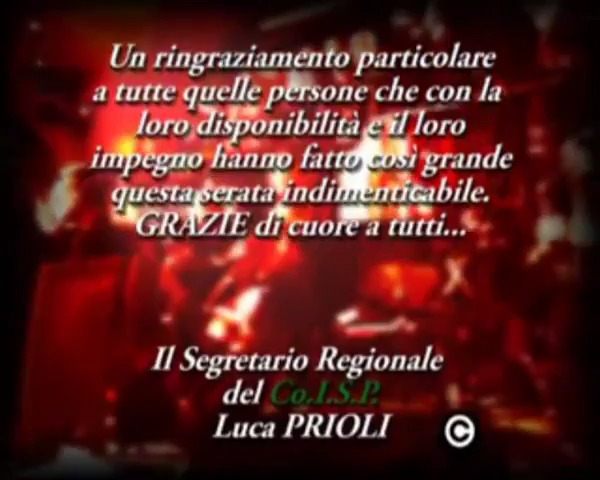 Un ringraziamento particolare
a tutte quelle persone che con la
loro disponibilità e il loro
impegno hanno fatto così grande
questa serata indimenticabile.
GRAZIE di cuore a tutti...
Il Segretario Regionale
del Co.I.S.P.
Luca PRIOLI ©